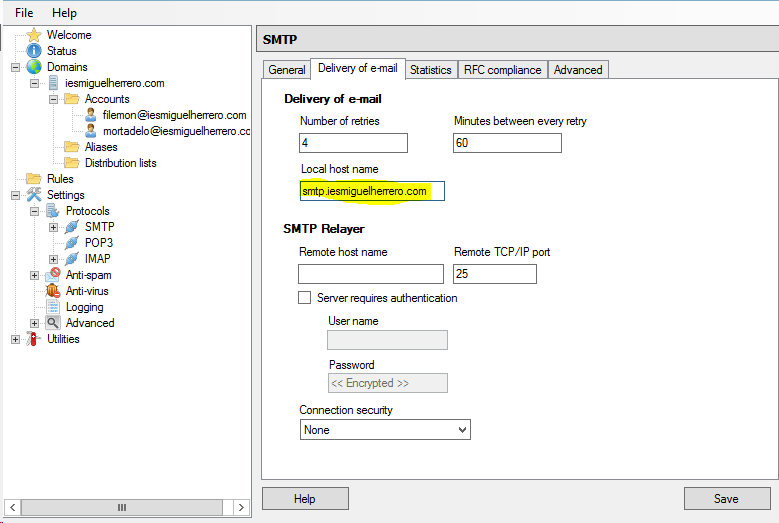 File Help
Welcome
Status
Domains
iesmiguelherrero.com
Accounts
filemon@iesmiguelherrero.com
mortadelo@iesmiguelherrero.cc
Aliases
Distribution lists
Rules
Settings
Protocols
SMTP
POP3
IMAP
Anti-spam
Anti-virus
Logging
Advanced
Utilities
SMTP
General Delivery of e-mail Statistics RFC compliance Advanced
Delivery of e-mail
Number of retries Minutes between every retry
4 60
Local host name
smtp.iesmiguelherrero.com
SMTP Relayer
Remote host name Remote TCP/IP port
25
Server requires authentication
User name
Password
<< Encrypted >>
Connection security
None
Help Save